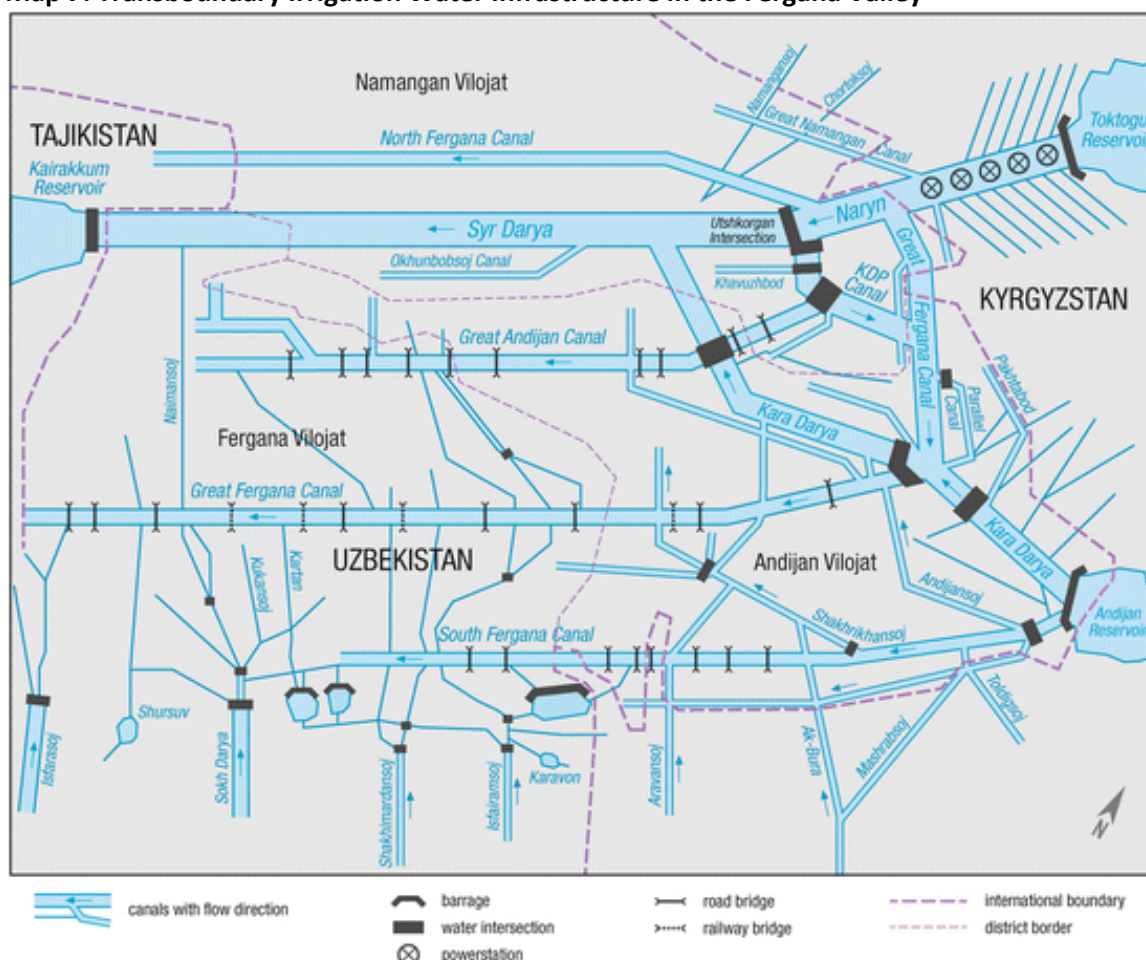 Map 7: Transboundary Irrigation Water Infrastructure in the Fergana Valley
Namangan Vilojat
Namangansoj
Chortoksoj
TAJIKISTAN
North Fergana Canal
Great Namangan Canal
Toktogu
Reservoir
Kairakkum
Reservoir
Naryn
Syr Darya
Utshkorgan
Intersection
Great Fergana Canal
Okhunbobsoj Canal
Khavuzhbod
KDP
Canal
KYRGYZSTAN
Great Andijan Canal
Naimansoj
Pakhtabod
Parallel
Canal
Kara Darya
Fergana Vilojat
Great Fergana Canal
UZBEKISTAN
Andijan Vilojat
Kara Darya
Kukansoj
Kartan
Andijansoj
Andijan
Reservoir
Shakhrikhansoj
South Fergana Canal
Toldigsoj
Shursuv
Isfarasoj
Sokh Darya
Shakhimardansoj
Isfairamsoj
Karavon
Aravansoj
Ak-Bura
Mashrabsoj
N
canals with flow direction
barrage
water intersection
powerstation
road bridge
railway bridge
international boundary
district border